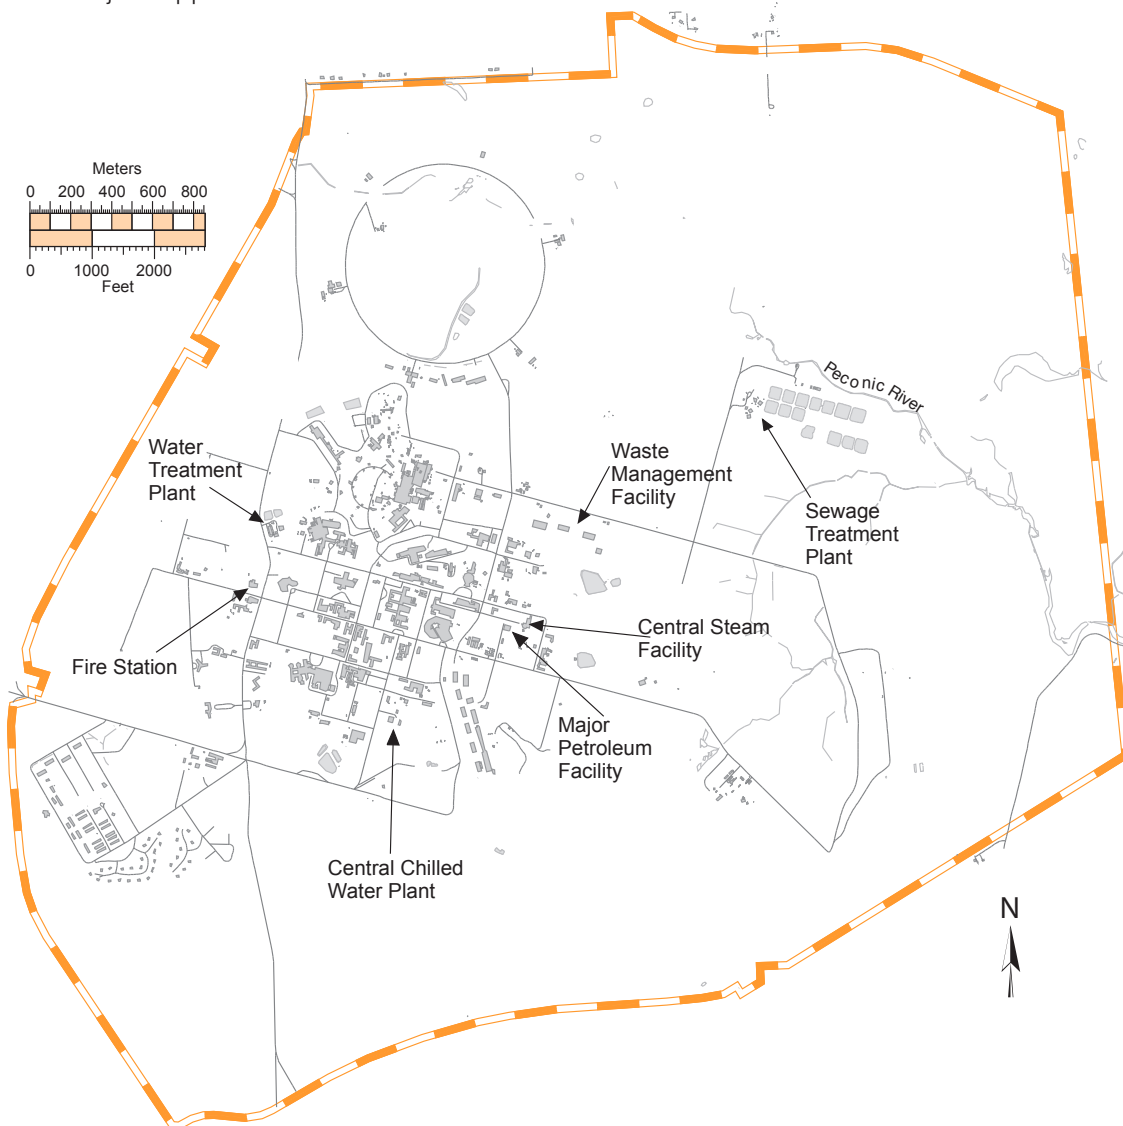 Meters
0 200 400 600 800
0 1000 2000
Feet
Peconic River
Water
Treatment
Plant
Waste
Management
Facility
Sewage
Treatment
Plant
Fire Station
Central Steam
Facility
Major
Petroleum
Facility
Central Chilled
Water Plant
N